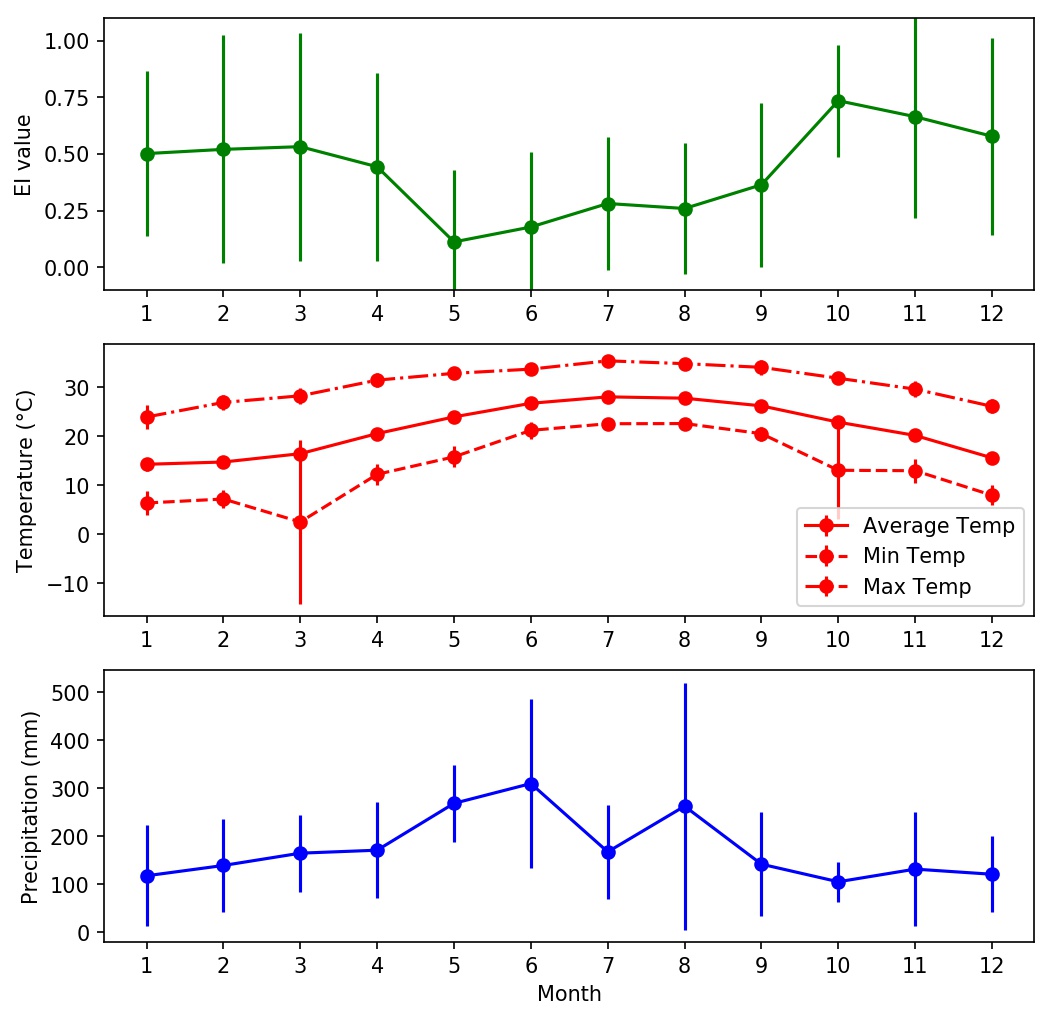 EI value
1.00
0.75
0.50
0.25
0.00
1 2 3 4 5 6 7 8 9 10 11 12
Temperature (°C)
30
20
10
0
−10
Average Temp
Min Temp
Max Temp
1 2 3 4 5 6 7 8 9 10 11 12
Precipitation (mm)
500
400
300
200
100
0
1 2 3 4 5 6 7 8 9 10 11 12
Month